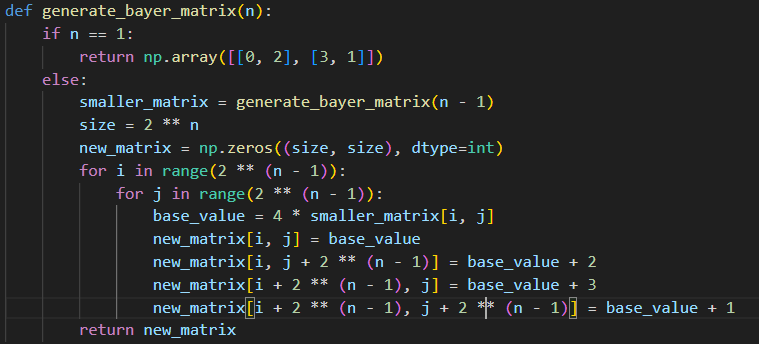 def generate_bayer_matrix(n):
    if n == 1:
        return np.array([[0, 2], [3, 1]])
    else:
        smaller_matrix = generate_bayer_matrix(n - 1)
        size = 2 ** n
        new_matrix = np.zeros((size, size), dtype=int)
        for i in range(2 ** (n - 1)):
            for j in range(2 ** (n - 1)):
                base_value = 4 * smaller_matrix[i, j]
                new_matrix[i, j] = base_value
                new_matrix[i, j + 2 ** (n - 1)] = base_value + 2
                new_matrix[i + 2 ** (n - 1), j] = base_value + 3
                new_matrix[i + 2 ** (n - 1), j + 2 ** (n - 1)] = base_value + 1
        return new_matrix